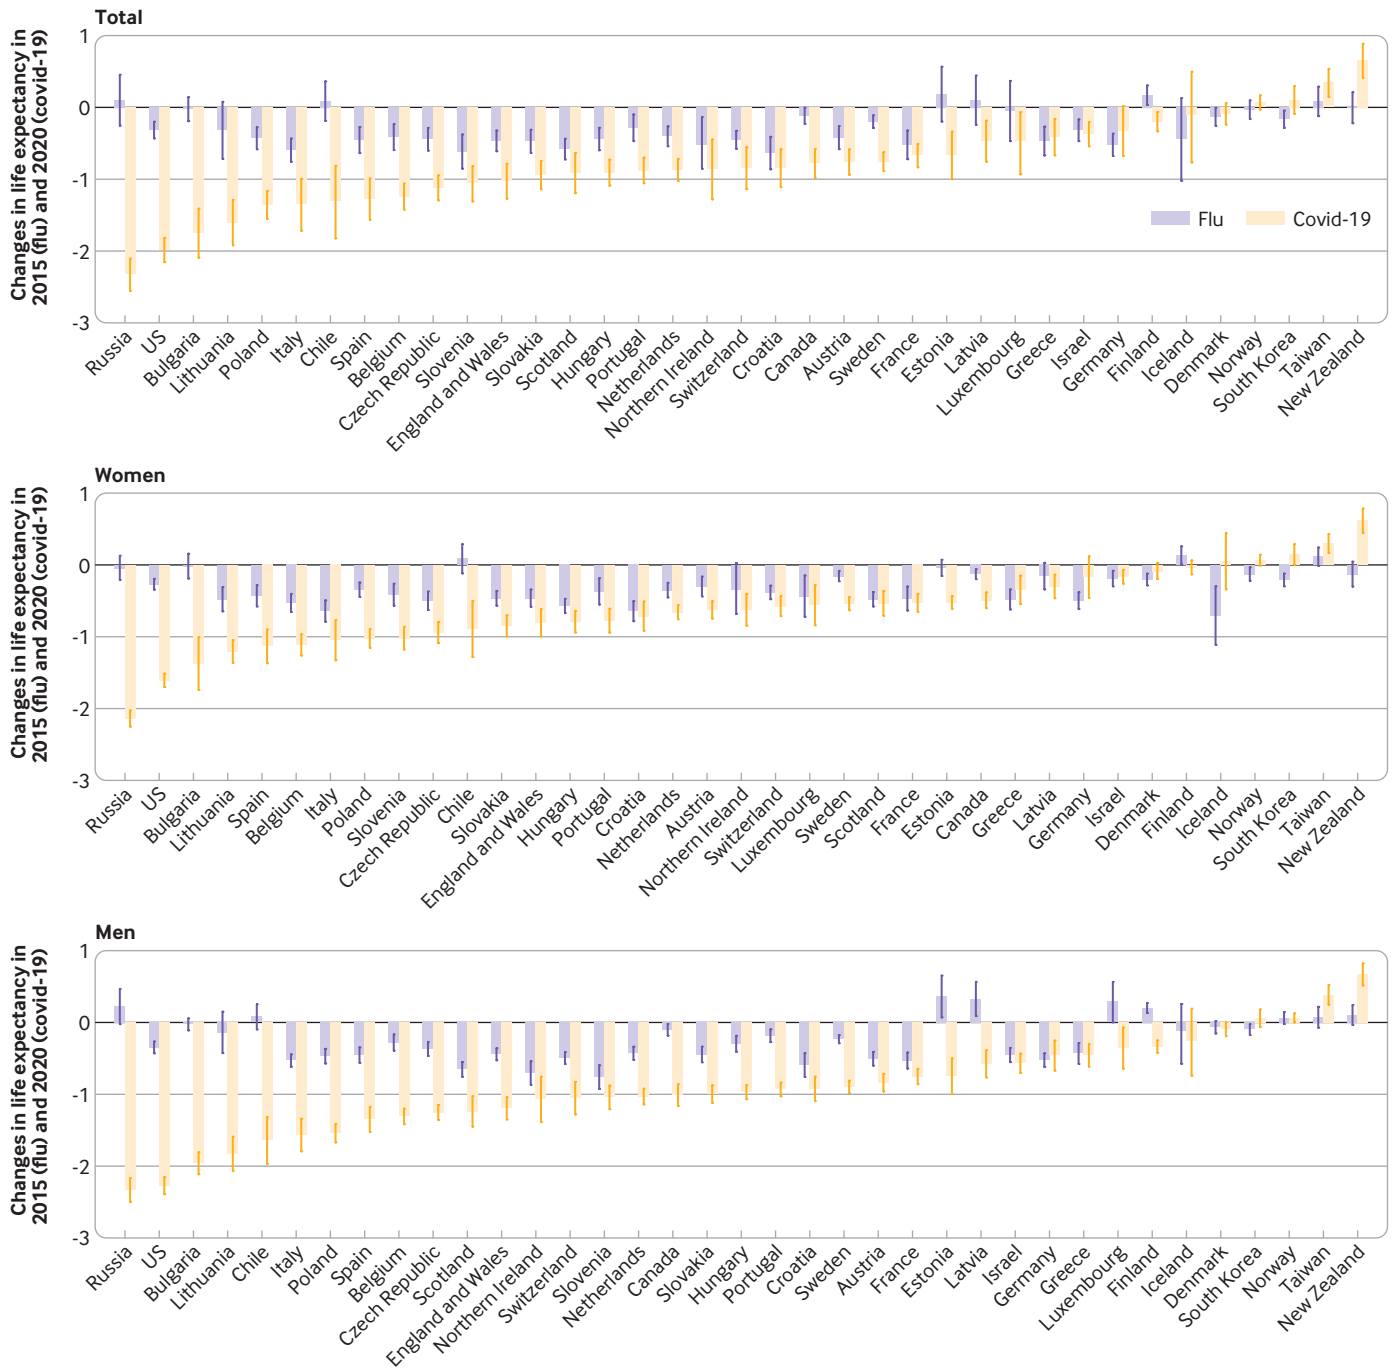 Total
Changes in life expectancy in
2015 (flu) and 2020 (covid-19)
1
0
-1
-2
-3
Flu
Covid-19
Russia
US
Bulgaria
Lithuania
Poland
Italy
Chile
Spain
Belgium
Czech Republic
Slovenia
England and Wales
Slovakia
Scotland
Hungary
Portugal
Netherlands
Northern Ireland
Switzerland
Croatia
Canada
Austria
Sweden
France
Estonia
Latvia
Luxembourg
Greece
Israel
Germany
Finland
Iceland
Denmark
Norway
South Korea
Taiwan
New Zealand
Women
Changes in life expectancy in
2015 (flu) and 2020 (covid-19)
1
0
-1
-2
-3
Russia
US
Bulgaria
Lithuania
Spain
Belgium
Italy
Poland
Slovenia
Czech Republic
Chile
Slovakia
England and Wales
Hungary
Portugal
Croatia
Netherlands
Austria
Northern Ireland
Switzerland
Luxembourg
Sweden
Scotland
France
Estonia
Canada
Greece
Latvia
Germany
Israel
Denmark
Finland
Iceland
Norway
South Korea
Taiwan
New Zealand
Men
Changes in life expectancy in
2015 (flu) and 2020 (covid-19)
1
0
-1
-2
-3
Russia
US
Bulgaria
Lithuania
Chile
Italy
Poland
Spain
Belgium
Czech Republic
Scotland
England and Wales
Northern Ireland
Switzerland
Slovenia
Netherlands
Canada
Slovakia
Hungary
Portugal
Croatia
Sweden
Austria
France
Estonia
Latvia
Israel
Germany
Greece
Luxembourg
Finland
Iceland
Denmark
South Korea
Norway
Taiwan
New Zealand